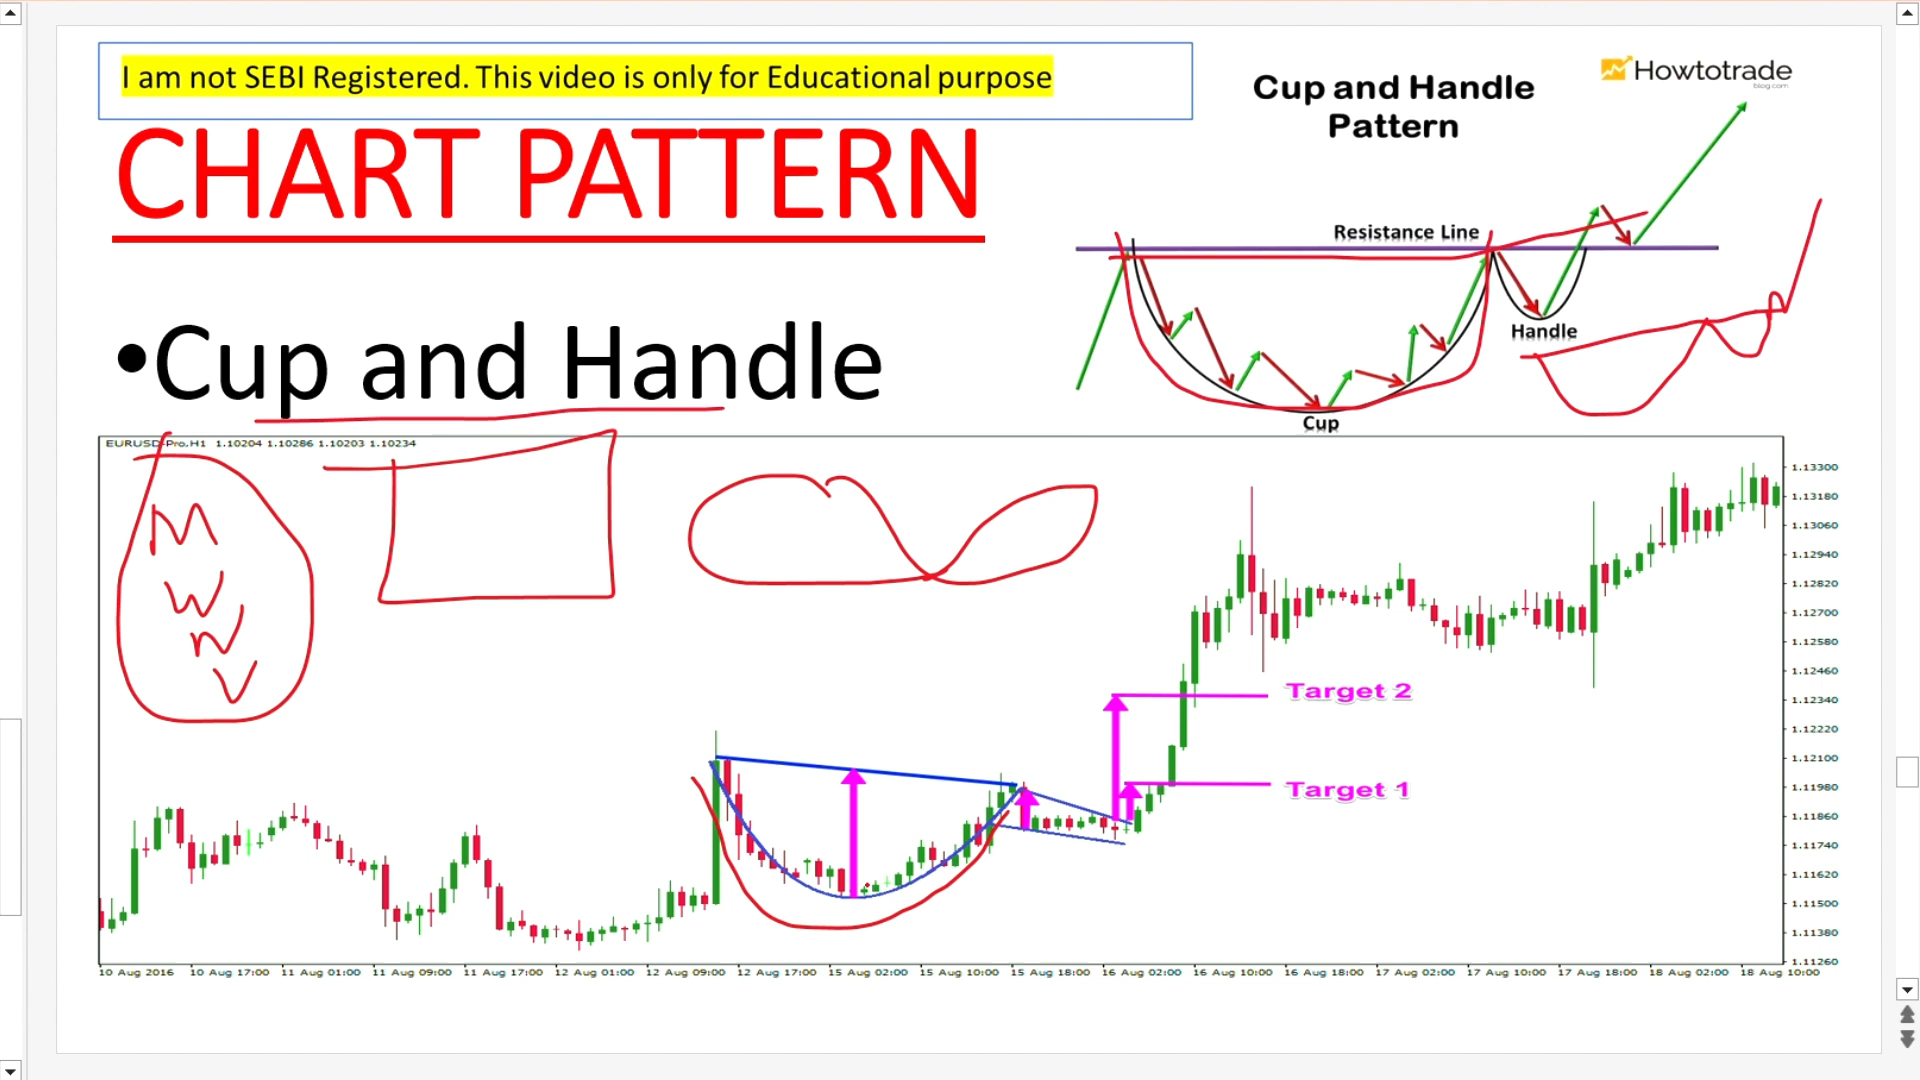 I am not SEBI Registered. This video is only for Educational purpose
Howtotrade
blog.com
Cup and Handle
Pattern
CHART PATTERN
Resistance Line
Handle
Cup
•Cup and Handle
EURUSD-Pro,H1 1.10204 1.10286 1.10203 1.10234
M
W
N
V
1.13300
1.13180
1.13060
1.12940
1.12820
1.12700
1.12580
1.12460
1.12340
1.12220
1.12100
1.11980
1.11860
1.11740
1.11620
1.11500
1.11380
1.11260
Target 2
Target 1
10 Aug 2016 10 Aug 17:00 11 Aug 01:00 11 Aug 09:00 11 Aug 17:00 12 Aug 01:00 12 Aug 09:00 12 Aug 17:00 15 Aug 02:00 15 Aug 10:00 15 Aug 18:00 16 Aug 02:00 16 Aug 10:00 16 Aug 18:00 17 Aug 02:00 17 Aug 10:00 17 Aug 18:00 18 Aug 02:00 18 Aug 10:00